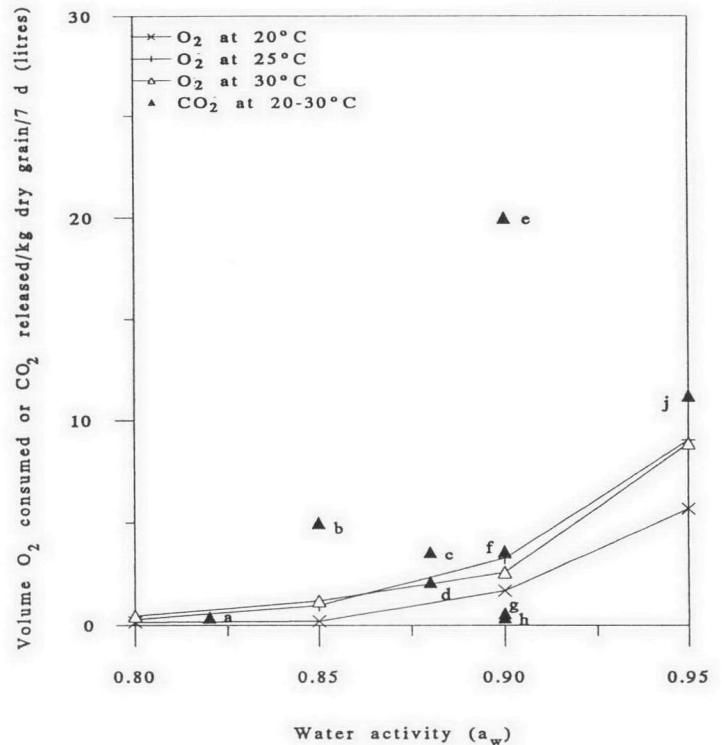 30
O₂ at 20°C
O₂ at 25°C
O₂ at 30°C
CO₂ at 20-30°C
20
e
j
10
b
c
f
d
g
a
h
0
0.80 0.85 0.90 0.95
Water activity (a_w)
Volume O₂ consumed or CO₂ released/kg dry grain/7 d (litres)